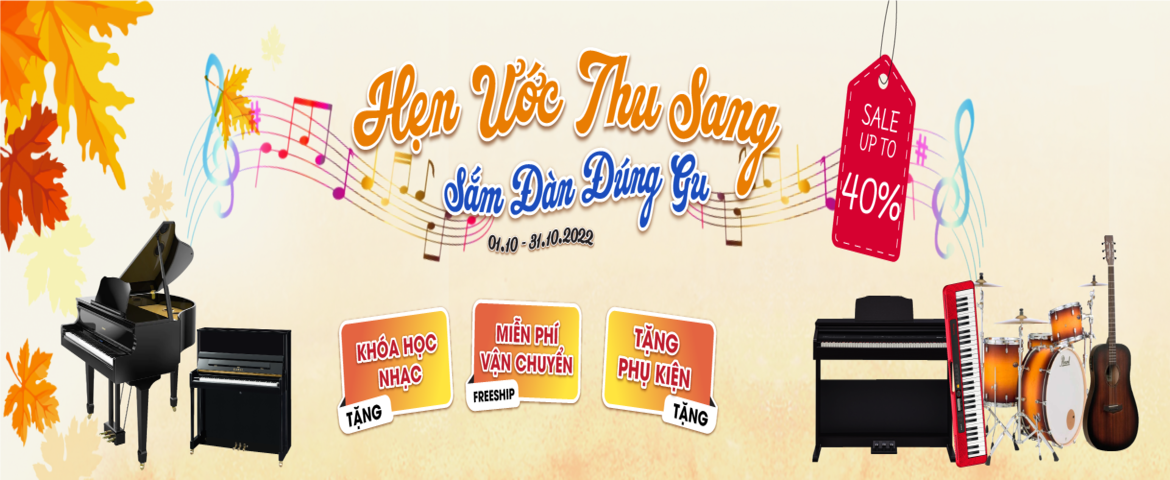 Hẹn Ước Thu Sang
Sắm Đàn Đúng Gu
01.10 - 31.10.2022
SALE
UP TO
40%
KHÓA HỌC
NHẠC
TẶNG
MIỄN PHÍ
VẬN CHUYỂN
FREESHIP
TẶNG
PHỤ KIỆN
TẶNG